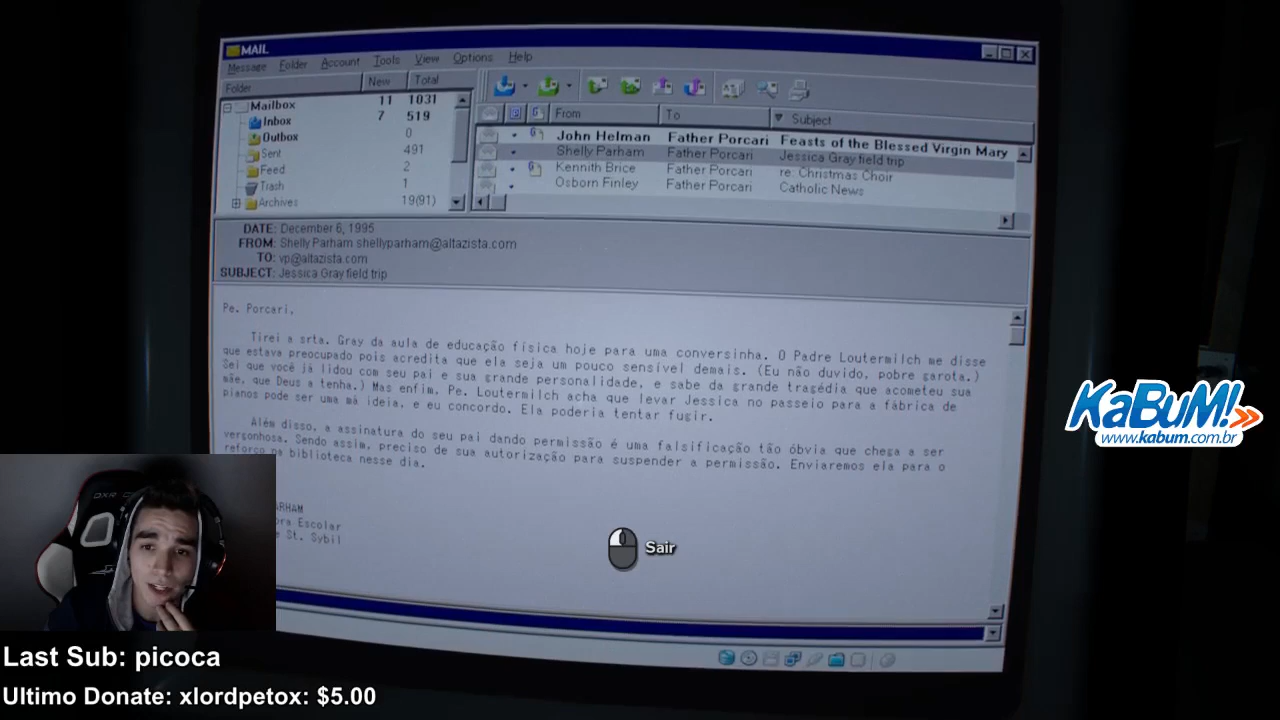 MAIL
Message Folder Account Tools View Options Help
Folder New Total
Mailbox 11 1031
Inbox 7 519
Outbox 0
Sent 491
Feed 2
Trash 1
Archives 19(91)
From To Subject
John Helman Father Porcari Feasts of the Blessed Virgin Mary
Shelly Parham Father Porcari Jessica Gray field trip
Kennith Brice Father Porcari re: Christmas Choir
Osborn Finley Father Porcari Catholic News
DATE: December 6, 1995
FROM: Shelly Parham shellyparham@altazista.com
TO: vp@altazista.com
SUBJECT: Jessica Gray field trip
Pe. Porcari,
Tirei a srta. Gray da aula de educação física hoje para uma conversinha. O Padre Loutermilch me disse
que estava preocupado pois acredita que ela seja um pouco sensível demais. (Eu não duvido, pobre garota.)
Sei que você já lidou com seu pai e sua grande personalidade, e sabe da grande tragédia que acometeu sua
mãe, que Deus a tenha.) Mas enfim, Pe. Loutermilch acha que levar Jessica no passeio para a fábrica de
pianos pode ser uma má ideia, e eu concordo. Ela poderia tentar fugir.
Além disso, a assinatura do seu pai dando permissão é uma falsificação tão óbvia que chega a ser
vergonhosa. Sendo assim, preciso de sua autorização para suspender a permissão. Enviaremos ela para o
reforço na biblioteca nesse dia.
ARHAM
ora Escolar
e St. Sybil
Sair
KaBuM!
www.kabum.com.br
DXR
Last Sub: picoca
Ultimo Donate: xlordpetox: $5.00